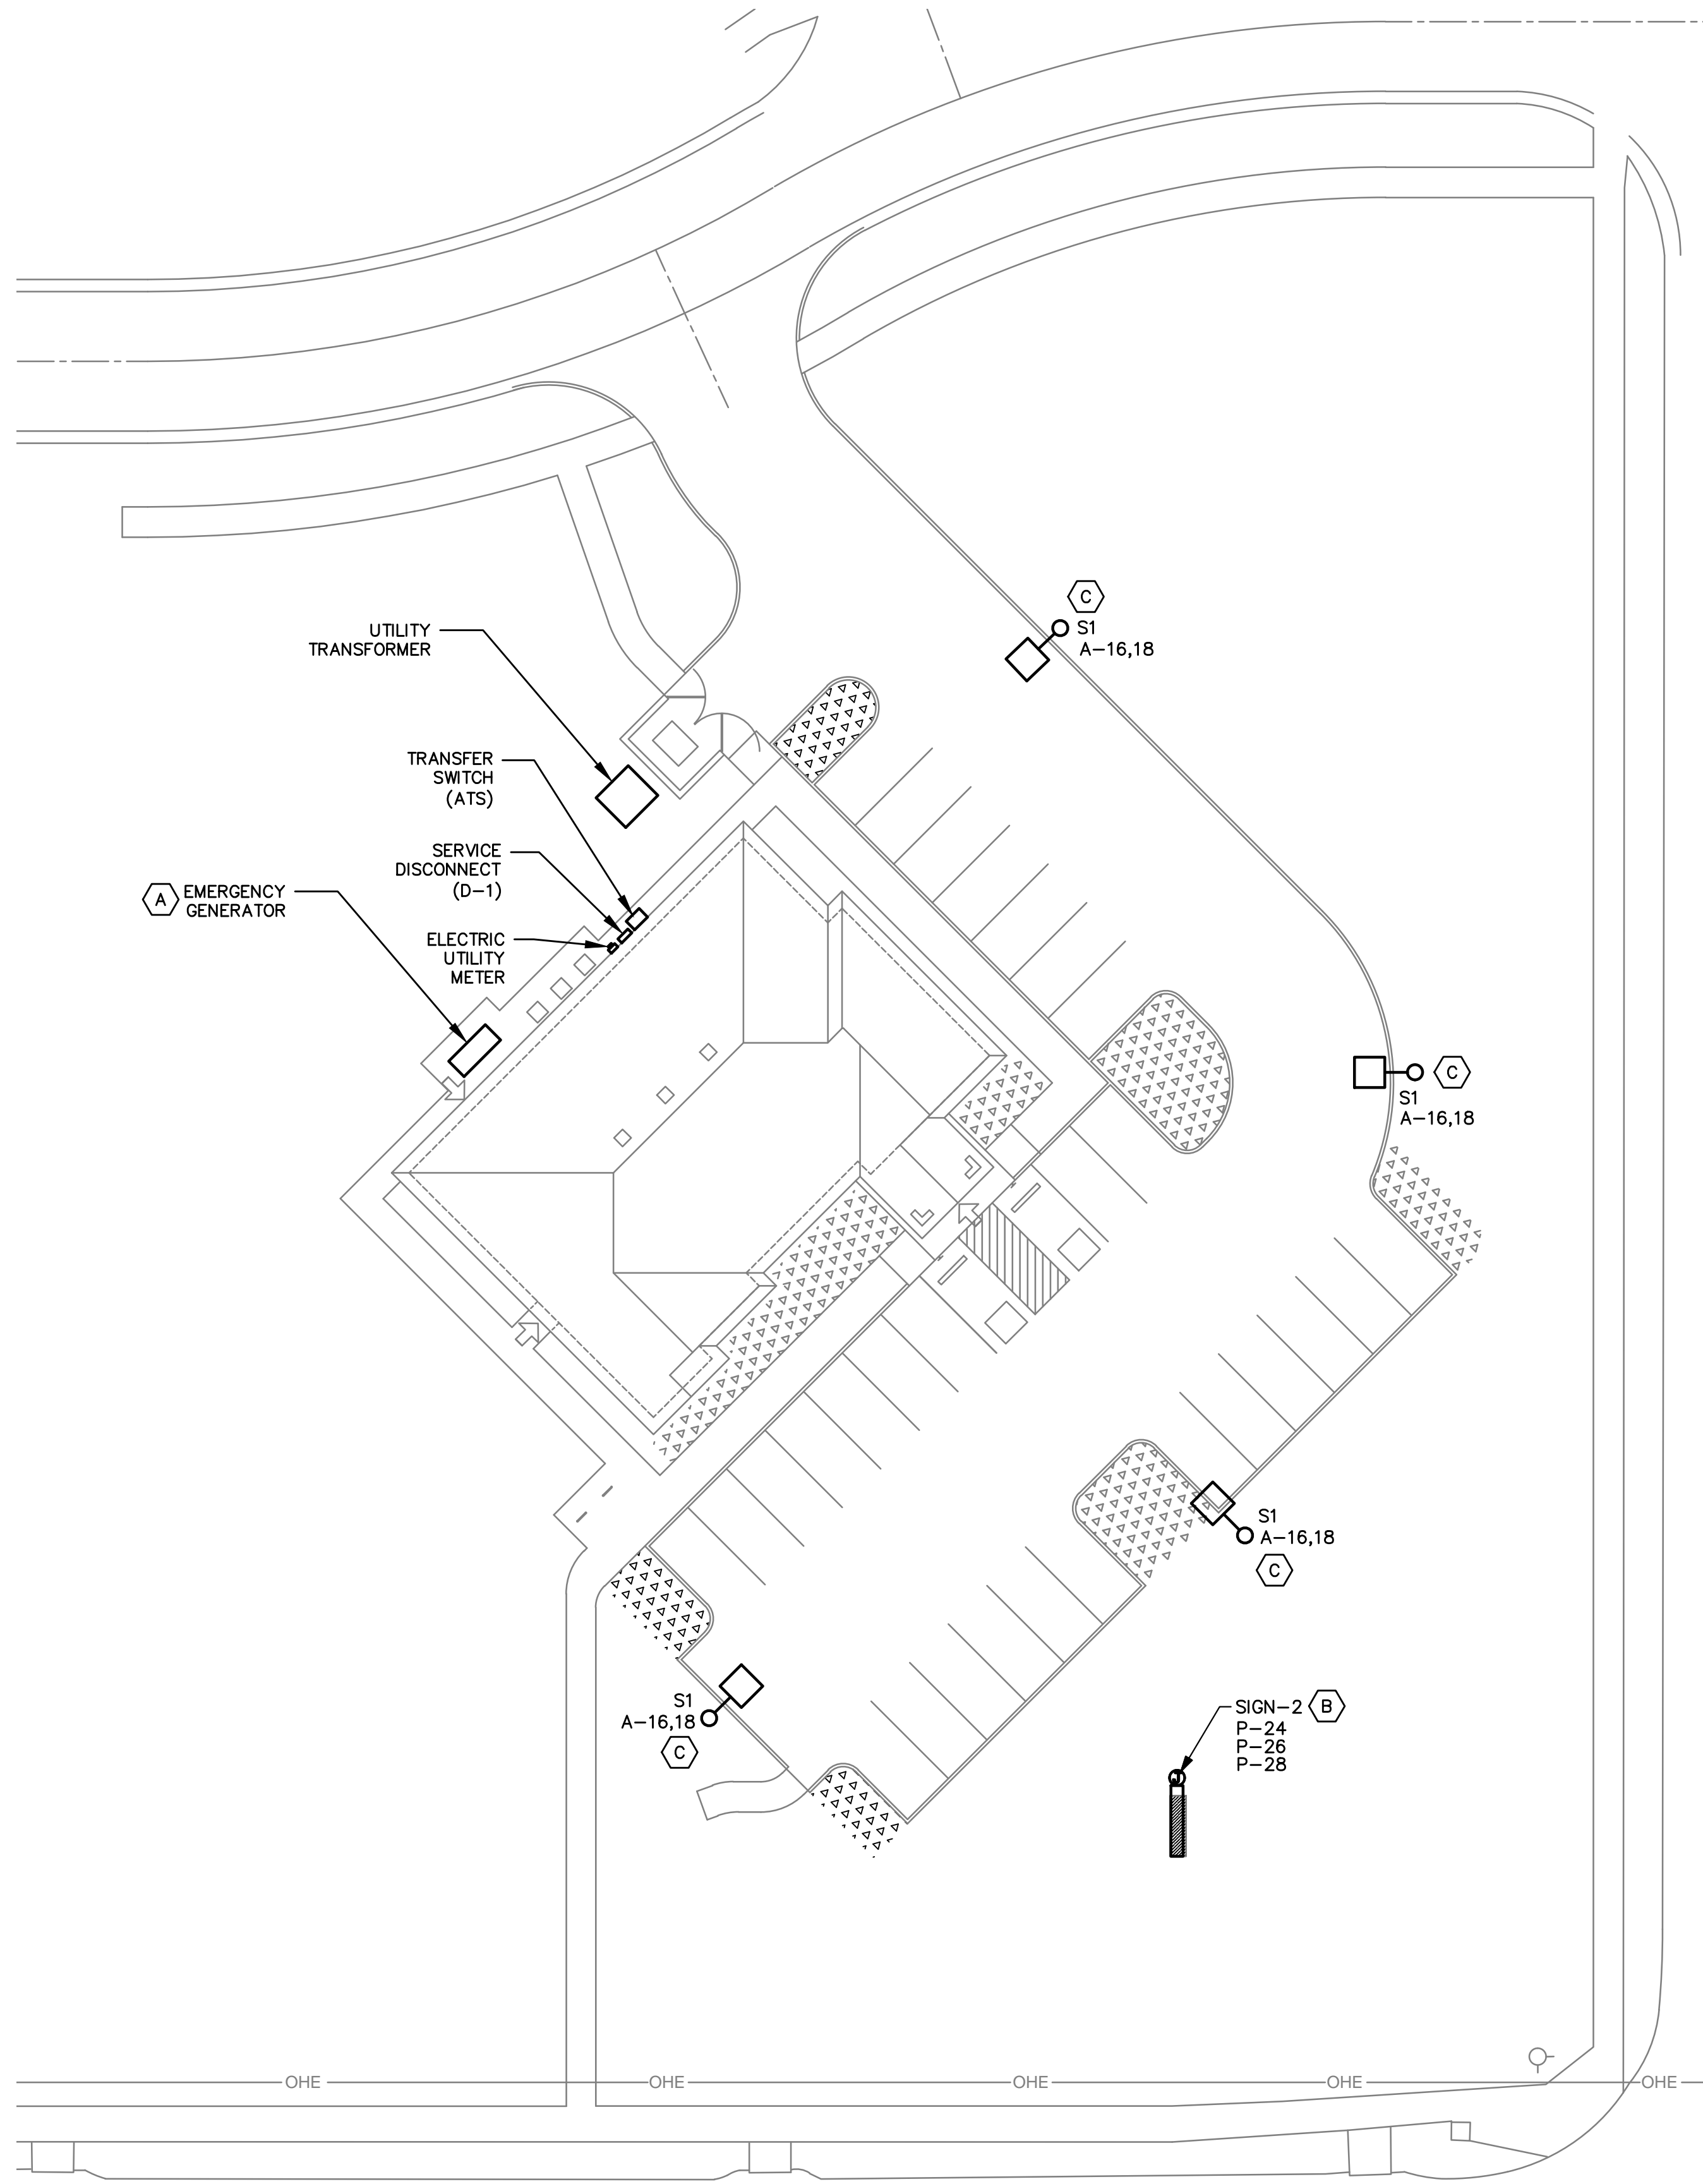 C
S1
A-16,18
UTILITY
TRANSFORMER
TRANSFER
SWITCH
(ATS)
SERVICE
DISCONNECT
(D-1)
A
EMERGENCY
GENERATOR
ELECTRIC
UTILITY
METER
C
S1
A-16,18
S1
A-16,18
C
S1
A-16,18
C
SIGN-2
B
P-24
P-26
P-28
J
OHE
OHE
OHE
OHE
OHE